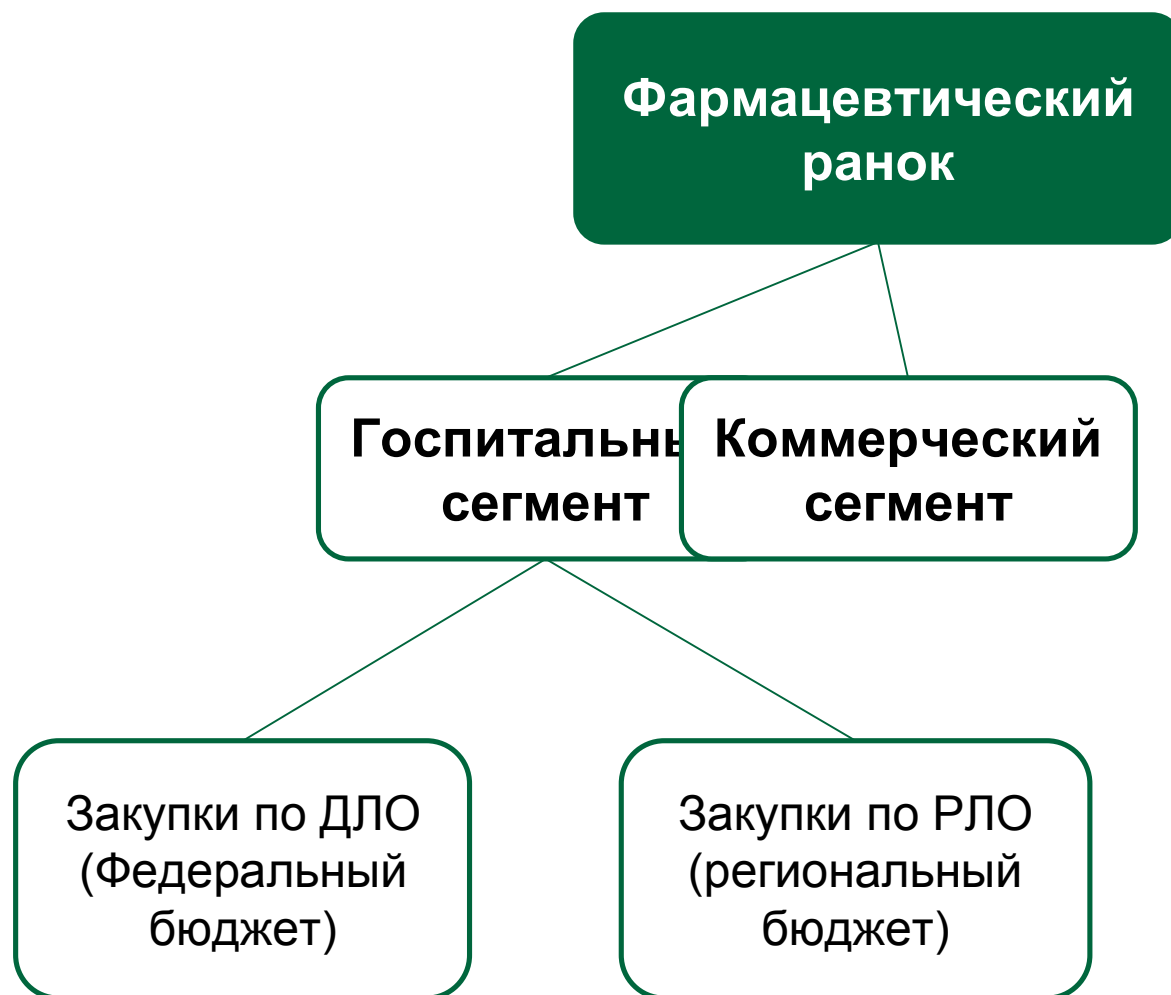 Фармацевтический
ранок
Госпитальны
сегмент
Коммерческий
сегмент
Закупки по ДЛО
(Федеральный
бюджет)
Закупки по РЛО
(региональный
бюджет)